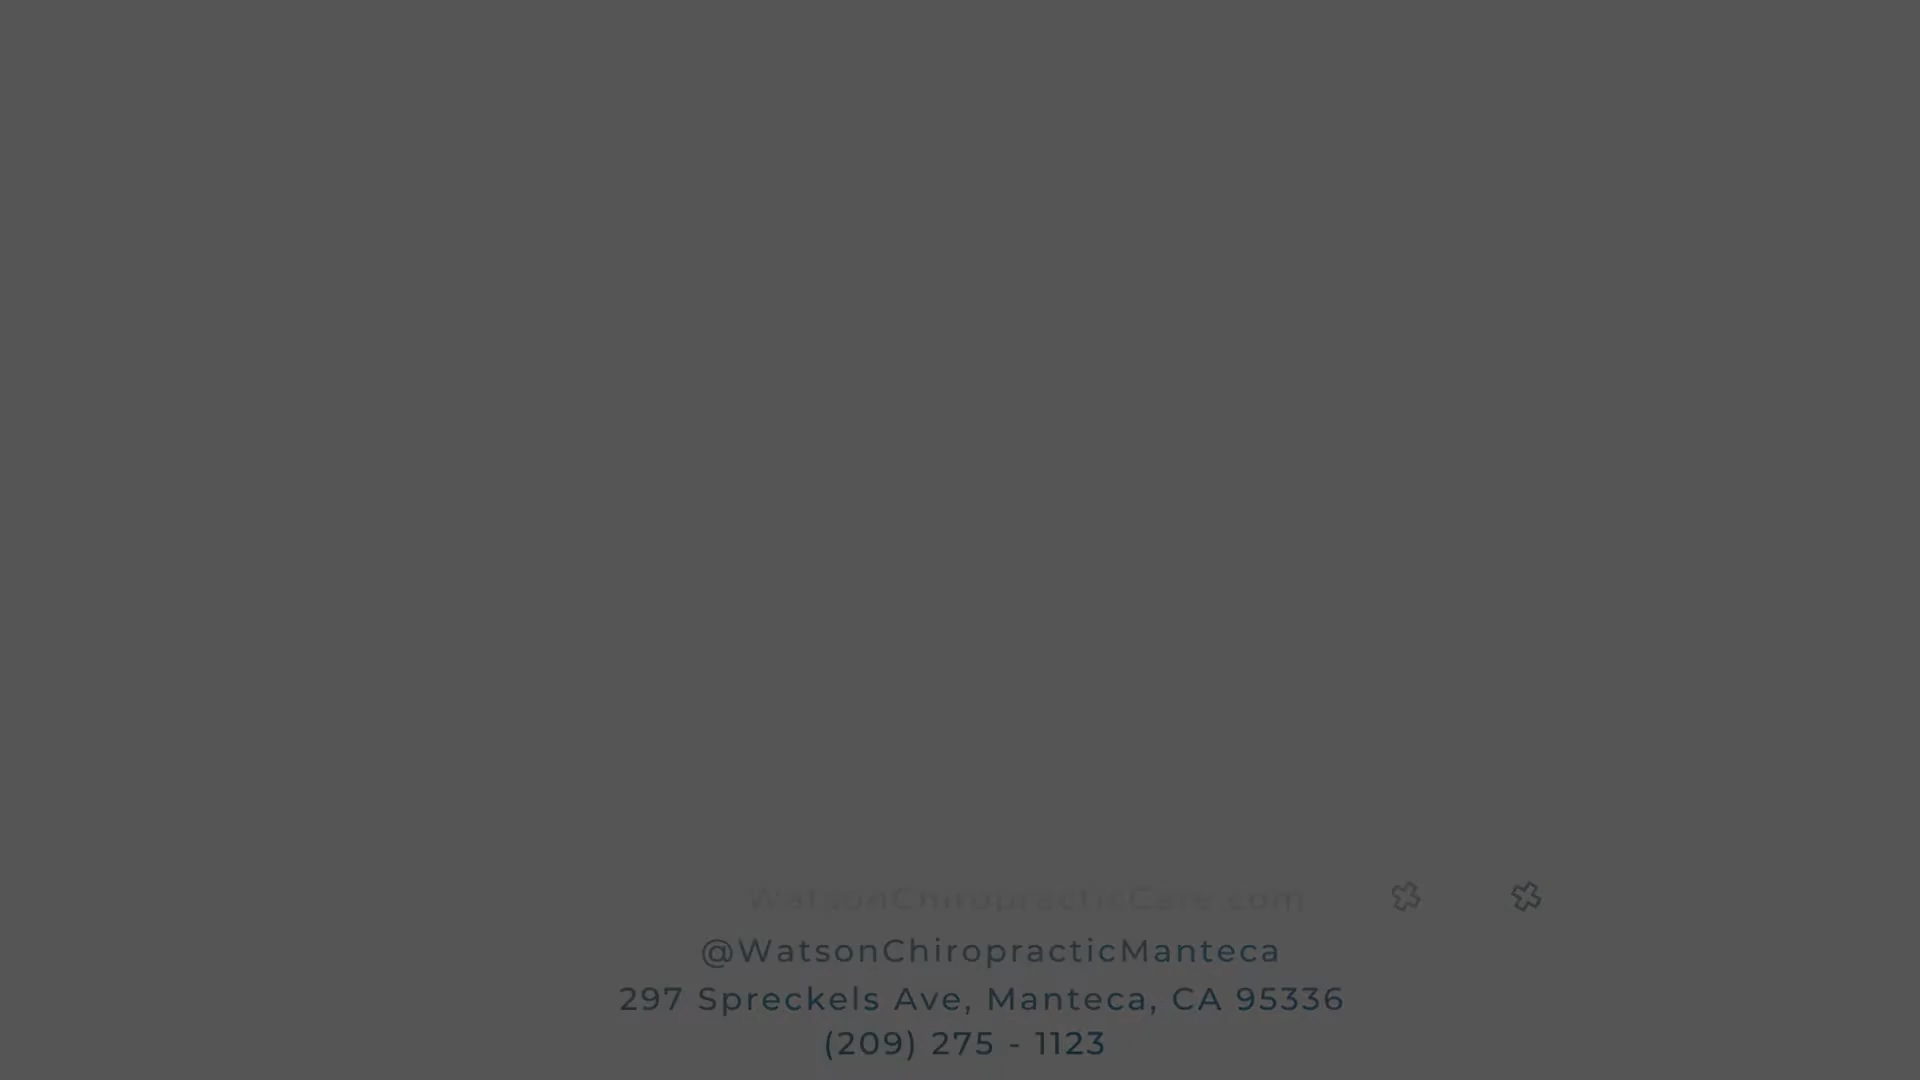 WatsonChiropracticCare.com
@WatsonChiropracticManteca
297 Spreckels Ave, Manteca, CA 95336
(209) 275 - 1123